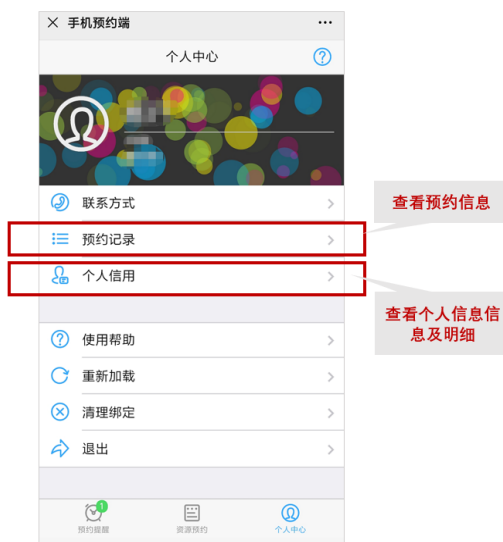 手机预约端
个人中心
联系方式
查看预约信息
预约记录
个人信用
查看个人信息信
息及明细
使用帮助
重新加载
清理绑定
退出
1
预约提醒
资源预约
个人中心